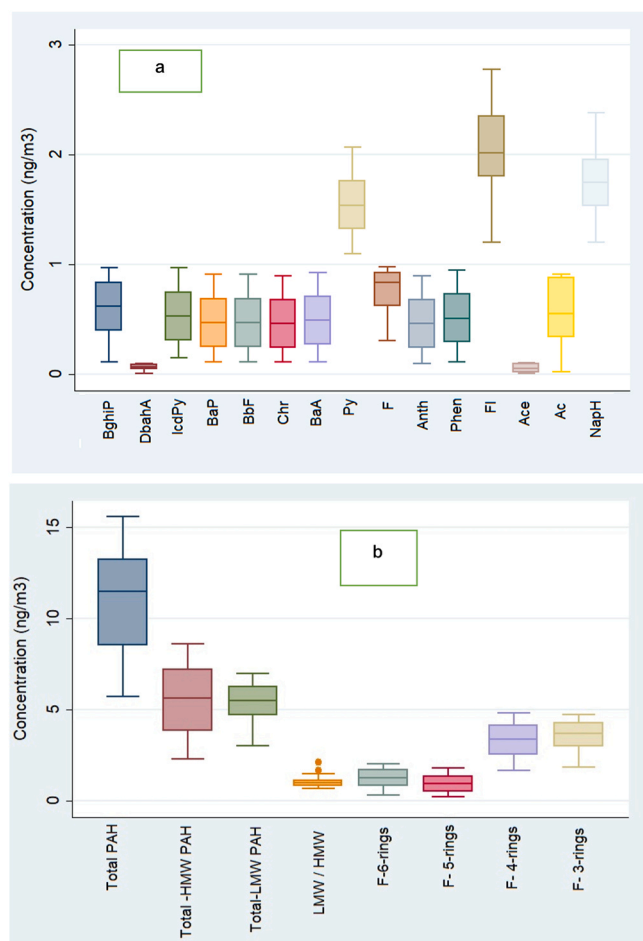 a
Concentration (ng/m3)
3
2
1
0
BghiP
DbahA
IcdPy
BaP
BbF
Chr
BaA
Py
F
Anth
Phen
Fl
Ace
Ac
NapH
b
Concentration (ng/m3)
15
10
5
0
Total PAH
Total -HMW PAH
Total-LMW PAH
LMW / HMW
F-6-rings
F- 5-rings
F- 4-rings
F- 3-rings